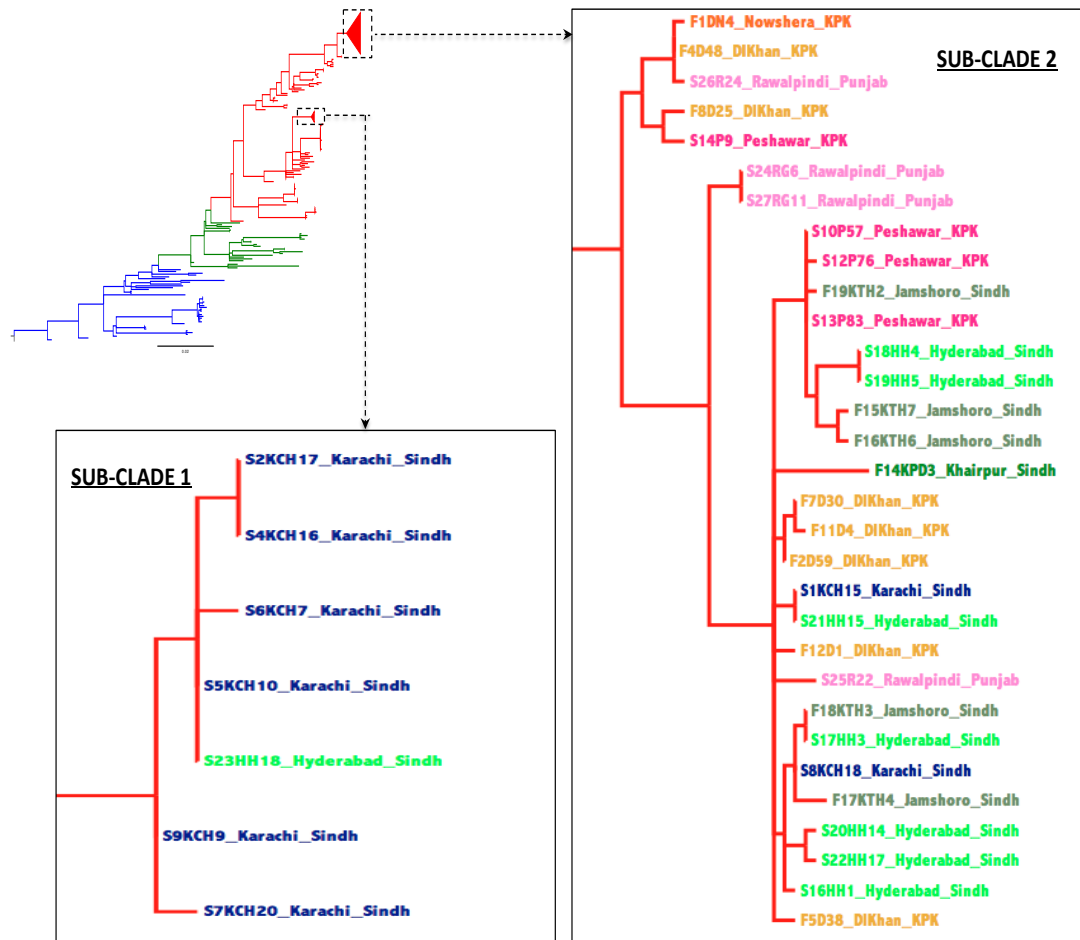 SUB-CLADE 2
F1DN4_Nowshera_KPK
F4D48_DIKhan_KPK
S26R24_Rawalpindi_Punjab
F8D25_DIKhan_KPK
S14P9_Peshawar_KPK
S24RG6_Rawalpindi_Punjab
S27RG11_Rawalpindi_Punjab
S10P57_Peshawar_KPK
S12P76_Peshawar_KPK
F19KTH2_Jamshoro_Sindh
S13P83_Peshawar_KPK
S18HH4_Hyderabad_Sindh
S19HH5_Hyderabad_Sindh
F15KTH7_Jamshoro_Sindh
F16KTH6_Jamshoro_Sindh
F14KPD3_Khairpur_Sindh
F7D30_DIKhan_KPK
F11D4_DIKhan_KPK
F2D59_DIKhan_KPK
S1KCH15_Karachi_Sindh
S21HH15_Hyderabad_Sindh
F12D1_DIKhan_KPK
S25R22_Rawalpindi_Punjab
F18KTH3_Jamshoro_Sindh
S17HH3_Hyderabad_Sindh
S8KCH18_Karachi_Sindh
F17KTH4_Jamshoro_Sindh
S20HH14_Hyderabad_Sindh
S22HH17_Hyderabad_Sindh
S16HH1_Hyderabad_Sindh
F5D38_DIKhan_KPK
SUB-CLADE 1
S2KCH17_Karachi_Sindh
S4KCH16_Karachi_Sindh
S6KCH7_Karachi_Sindh
S5KCH10_Karachi_Sindh
S23HH18_Hyderabad_Sindh
S9KCH9_Karachi_Sindh
S7KCH20_Karachi_Sindh